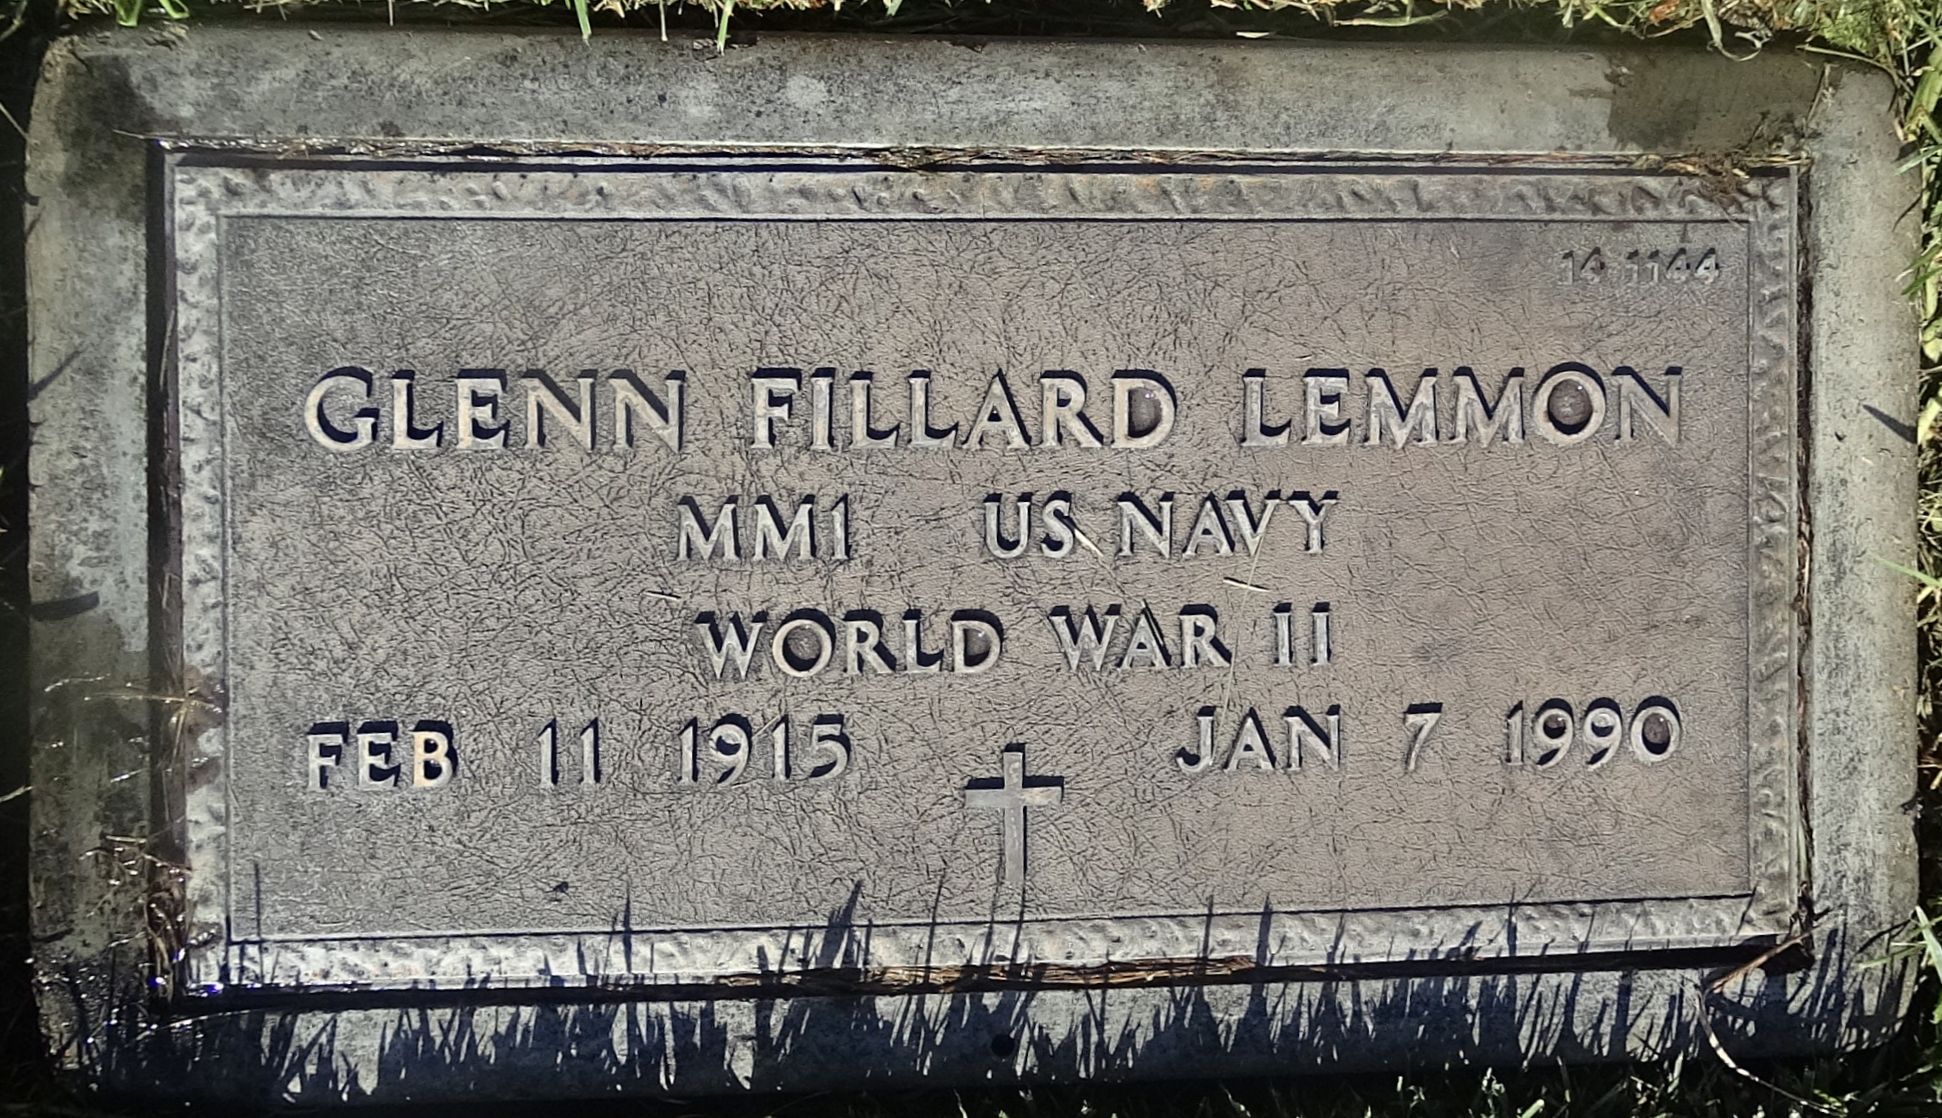 14 1144
GLENN FILLARD LEMMON
MM1 US NAVY
WORLD WAR II
FEB 11 1915 JAN 7 1990